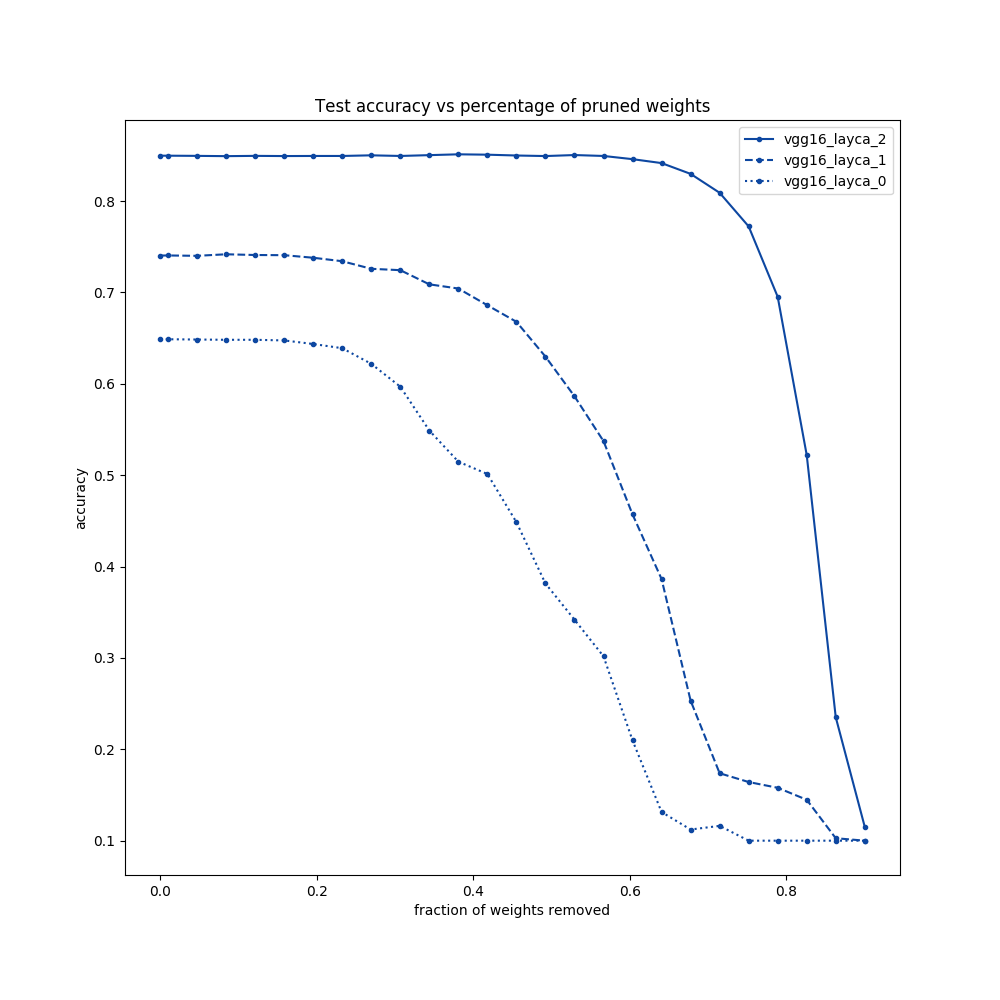 Test accuracy vs percentage of pruned weights
vgg16_layca_2
vgg16_layca_1
vgg16_layca_0
accuracy
0.8
0.7
0.6
0.5
0.4
0.3
0.2
0.1
0.0 0.2 0.4 0.6 0.8
fraction of weights removed